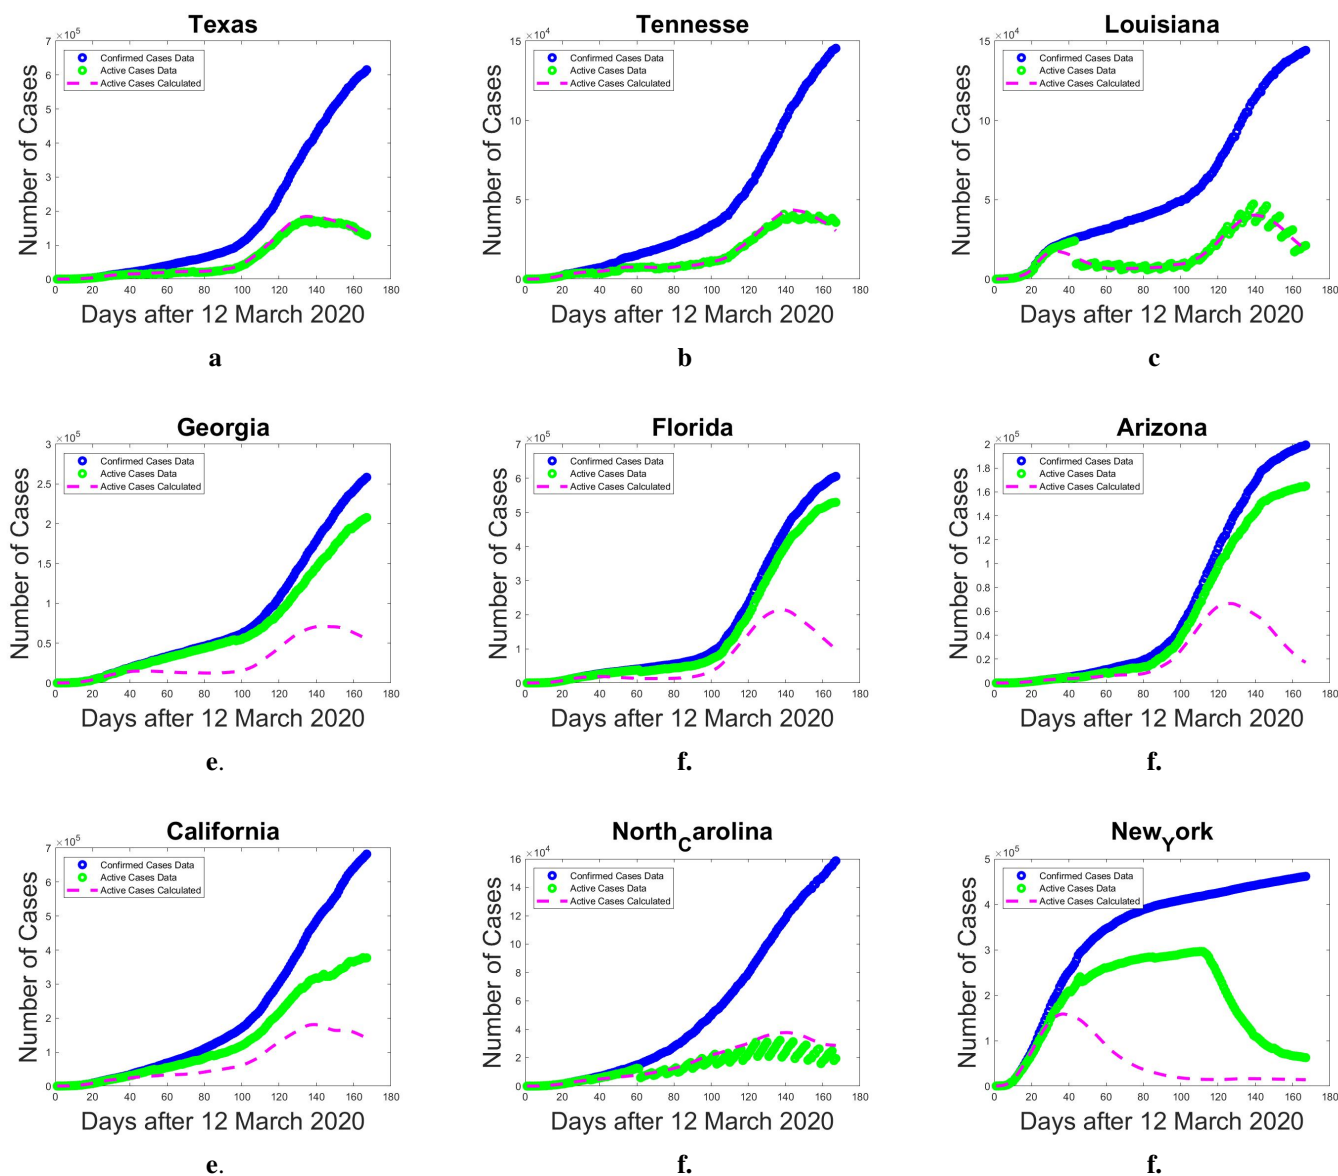 Texas
×10^5
7
6
5
4
3
2
1
0
Number of Cases
Confirmed Cases Data
Active Cases Data
Active Cases Calculated
0 20 40 60 80 100 120 140 160 180
Days after 12 March 2020
a
Tennesse
×10^4
15
10
5
0
Number of Cases
Confirmed Cases Data
Active Cases Data
Active Cases Calculated
0 20 40 60 80 100 120 140 160 180
Days after 12 March 2020
b
Louisiana
×10^4
15
10
5
0
Number of Cases
Confirmed Cases Data
Active Cases Data
Active Cases Calculated
0 20 40 60 80 100 120 140 160 180
Days after 12 March 2020
c
Georgia
×10^5
3
2.5
2
1.5
1
0.5
0
Number of Cases
Confirmed Cases Data
Active Cases Data
Active Cases Calculated
0 20 40 60 80 100 120 140 160 180
Days after 12 March 2020
e.
Florida
×10^5
7
6
5
4
3
2
1
0
Number of Cases
Confirmed Cases Data
Active Cases Data
Active Cases Calculated
0 20 40 60 80 100 120 140 160 180
Days after 12 March 2020
f.
Arizona
×10^5
2
1.8
1.6
1.4
1.2
1
0.8
0.6
0.4
0.2
0
Number of Cases
Confirmed Cases Data
Active Cases Data
Active Cases Calculated
0 20 40 60 80 100 120 140 160 180
Days after 12 March 2020
f.
California
×10^5
7
6
5
4
3
2
1
0
Number of Cases
Confirmed Cases Data
Active Cases Data
Active Cases Calculated
0 20 40 60 80 100 120 140 160 180
Days after 12 March 2020
e.
North_Carolina
×10^4
16
14
12
10
8
6
4
2
0
Number of Cases
Confirmed Cases Data
Active Cases Data
Active Cases Calculated
0 20 40 60 80 100 120 140 160 180
Days after 12 March 2020
f.
New_York
×10^5
5
4
3
2
1
0
Number of Cases
Confirmed Cases Data
Active Cases Data
Active Cases Calculated
0 20 40 60 80 100 120 140 160 180
Days after 12 March 2020
f.